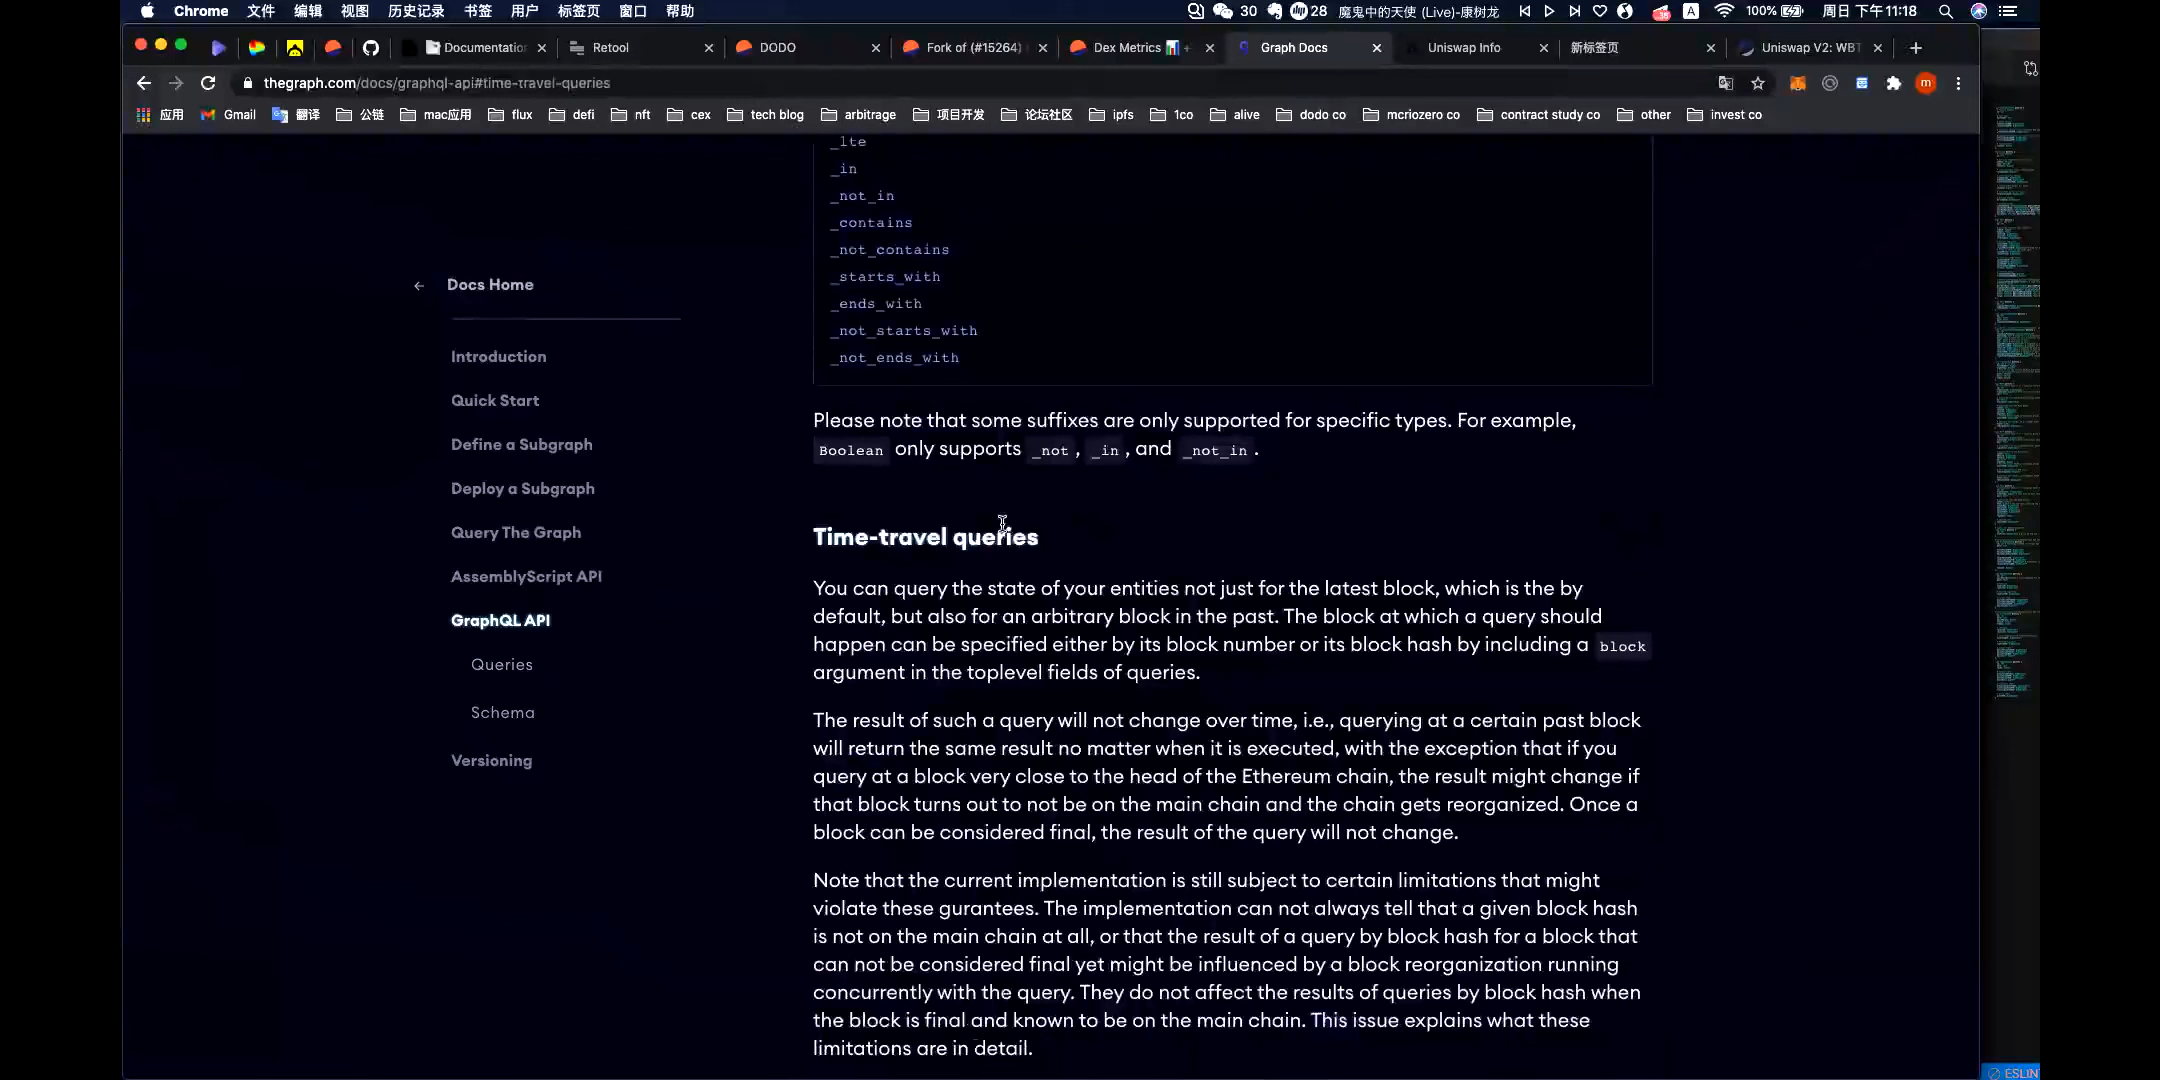 Chrome 文件 编辑 视图 历史记录 书签 用户 标签页 窗口 帮助 30 28 魔鬼中的天使 (Live)-康树龙 A 100% 周日 下午11:18
Documentation Retool DODO Fork of (#15264) Dex Metrics Graph Docs Uniswap Info 新标签页 Uniswap V2: WBT
thegraph.com/docs/graphql-api#time-travel-queries m
应用 Gmail 翻译 公链 mac应用 flux defi nft cex tech blog arbitrage 项目开发 论坛社区 ipfs 1co alive dodo co mcriozero co contract study co other invest co
_lte
_in
_not_in
_contains
_not_contains
_starts_with
_ends_with
_not_starts_with
_not_ends_with
Docs Home
Introduction
Quick Start
Define a Subgraph
Deploy a Subgraph
Query The Graph
AssemblyScript API
GraphQL API
Queries
Schema
Versioning
Please note that some suffixes are only supported for specific types. For example,
Boolean only supports _not , _in , and _not_in .
Time-travel queries
You can query the state of your entities not just for the latest block, which is the by
default, but also for an arbitrary block in the past. The block at which a query should
happen can be specified either by its block number or its block hash by including a block
argument in the toplevel fields of queries.
The result of such a query will not change over time, i.e., querying at a certain past block
will return the same result no matter when it is executed, with the exception that if you
query at a block very close to the head of the Ethereum chain, the result might change if
that block turns out to not be on the main chain and the chain gets reorganized. Once a
block can be considered final, the result of the query will not change.
Note that the current implementation is still subject to certain limitations that might
violate these gurantees. The implementation can not always tell that a given block hash
is not on the main chain at all, or that the result of a query by block hash for a block that
can not be considered final yet might be influenced by a block reorganization running
concurrently with the query. They do not affect the results of queries by block hash when
the block is final and known to be on the main chain. This issue explains what these
limitations are in detail.
ESLIN